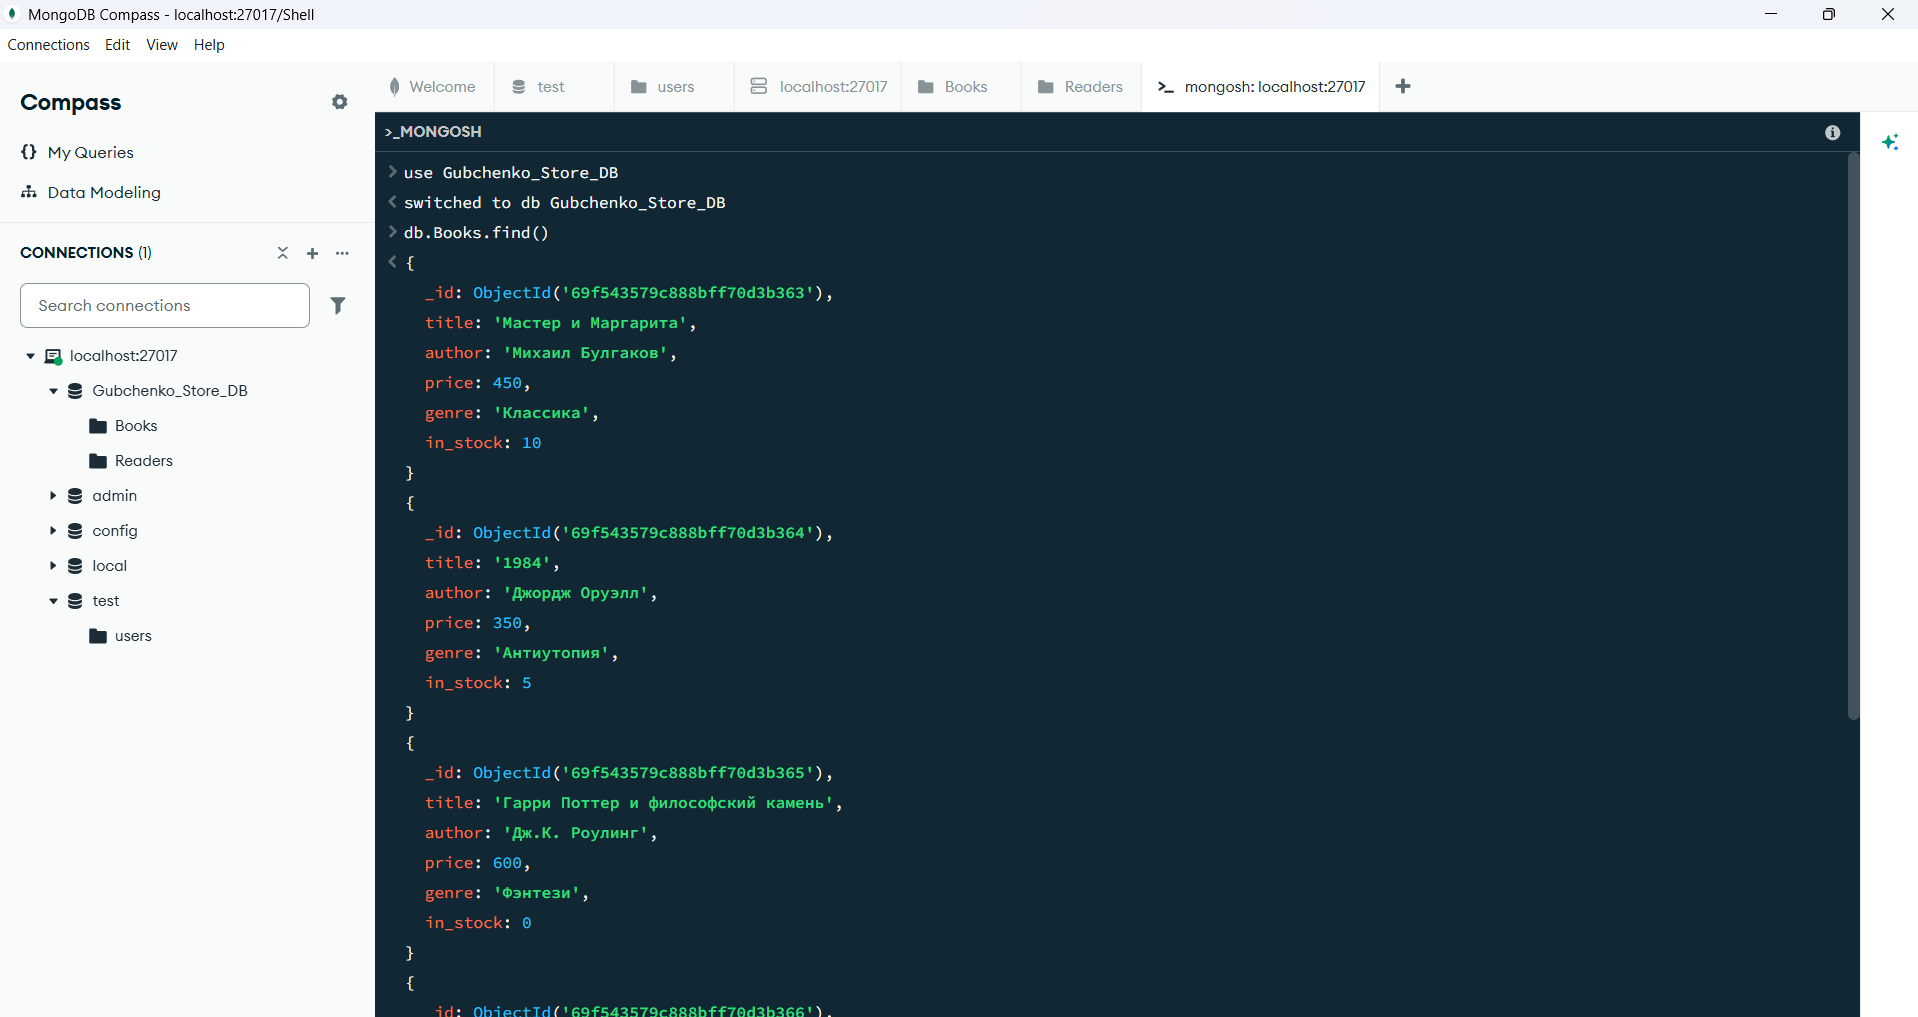 MongoDB Compass - localhost:27017/Shell
Connections Edit View Help
Compass
My Queries
Data Modeling
CONNECTIONS (1)
Search connections
localhost:27017
Gubchenko_Store_DB
Books
Readers
admin
config
local
test
users
Welcome test users localhost:27017 Books Readers >_ mongosh: localhost:27017 +
>_MONGOSH
> use Gubchenko_Store_DB
< switched to db Gubchenko_Store_DB
> db.Books.find()
< {
_id: ObjectId('69f543579c888bff70d3b363'),
title: 'Мастер и Маргарита',
author: 'Михаил Булгаков',
price: 450,
genre: 'Классика',
in_stock: 10
}
{
_id: ObjectId('69f543579c888bff70d3b364'),
title: '1984',
author: 'Джордж Оруэлл',
price: 350,
genre: 'Антиутопия',
in_stock: 5
}
{
_id: ObjectId('69f543579c888bff70d3b365'),
title: 'Гарри Поттер и философский камень',
author: 'Дж.К. Роулинг',
price: 600,
genre: 'Фэнтези',
in_stock: 0
}
{
_id: ObjectId('69f543579c888bff70d3b366'),